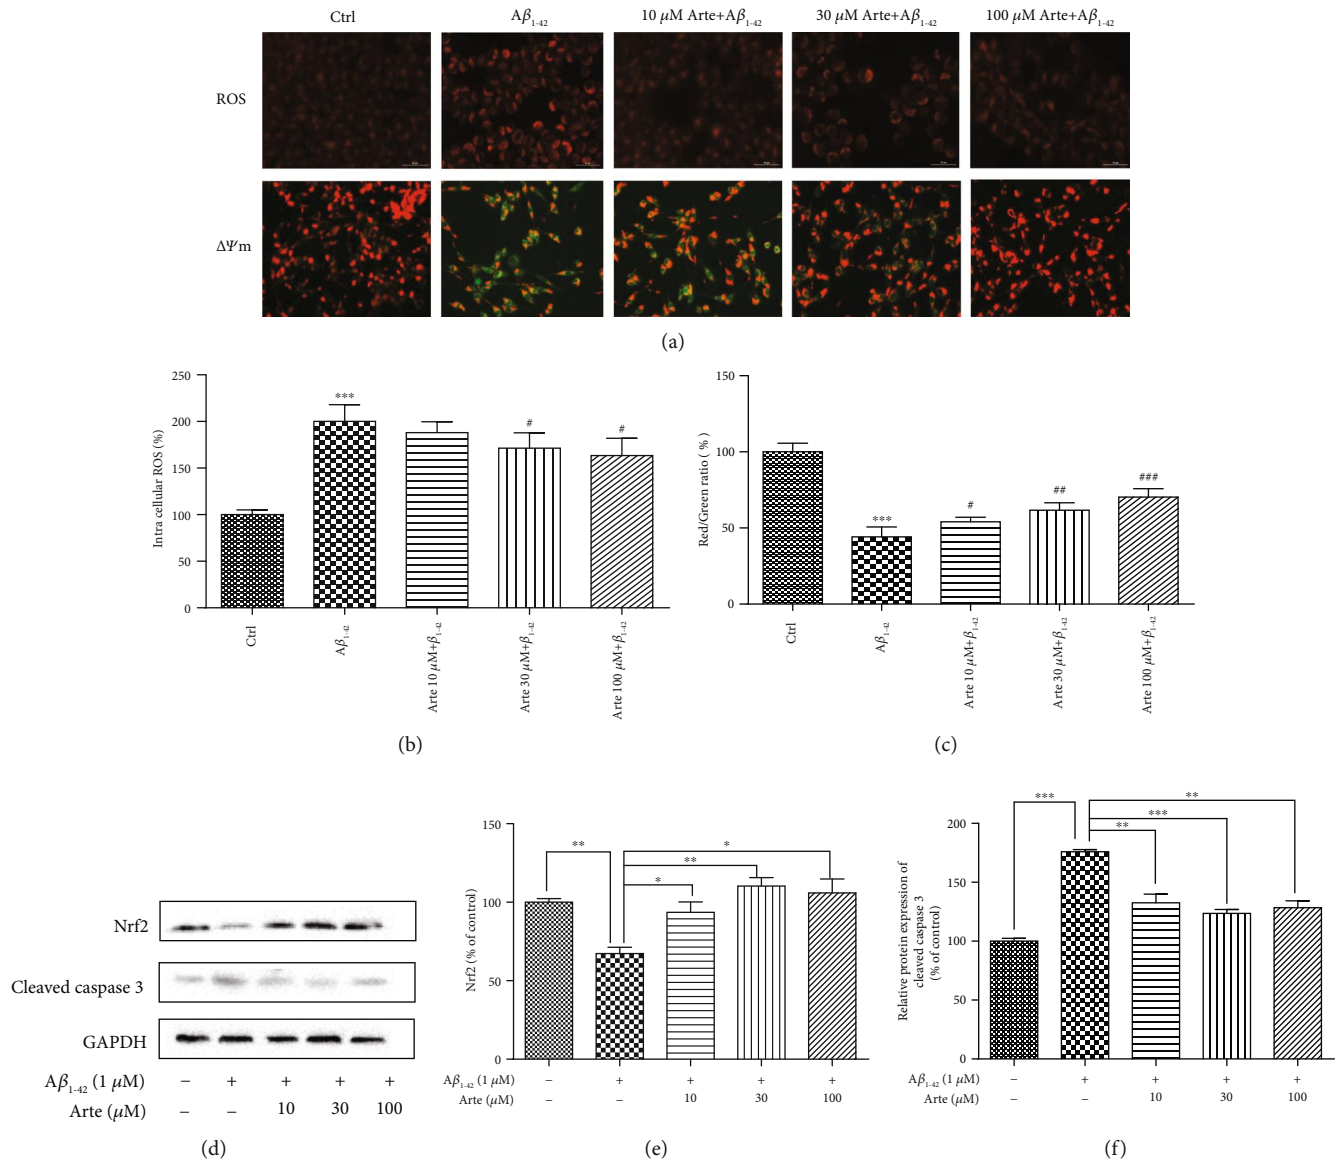 Ctrl Aβ1-42 10 μM Arte+Aβ1-42 30 μM Arte+Aβ1-42 100 μM Arte+Aβ1-42
ROS
ΔΨm
(a)
250
200
150
100
50
0
Intra cellular ROS (%)
*** # #
Ctrl
Aβ1-42
Arte 10 μM+β1-42
Arte 30 μM+β1-42
Arte 100 μM+β1-42
(b)
150
100
50
0
Red/Green ratio ( % )
*** # ## ###
Ctrl
Aβ1-42
Arte 10 μM+β1-42
Arte 30 μM+β1-42
Arte 100 μM+β1-42
(c)
Nrf2
Cleaved caspase 3
GAPDH
Aβ1-42 (1 μM) – + + + +
Arte (μM) – – 10 30 100
(d)
150
100
50
0
Nrf2 (% of control)
** * ** *
Aβ1-42 (1 μM) – + + + +
Arte (μM) – – 10 30 100
(e)
200
150
100
50
0
Relative protein expression of
cleaved caspase 3
(% of control)
*** ** *** **
Aβ1-42 (1 μM) – + + + +
Arte (μM) – – 10 30 100
(f)